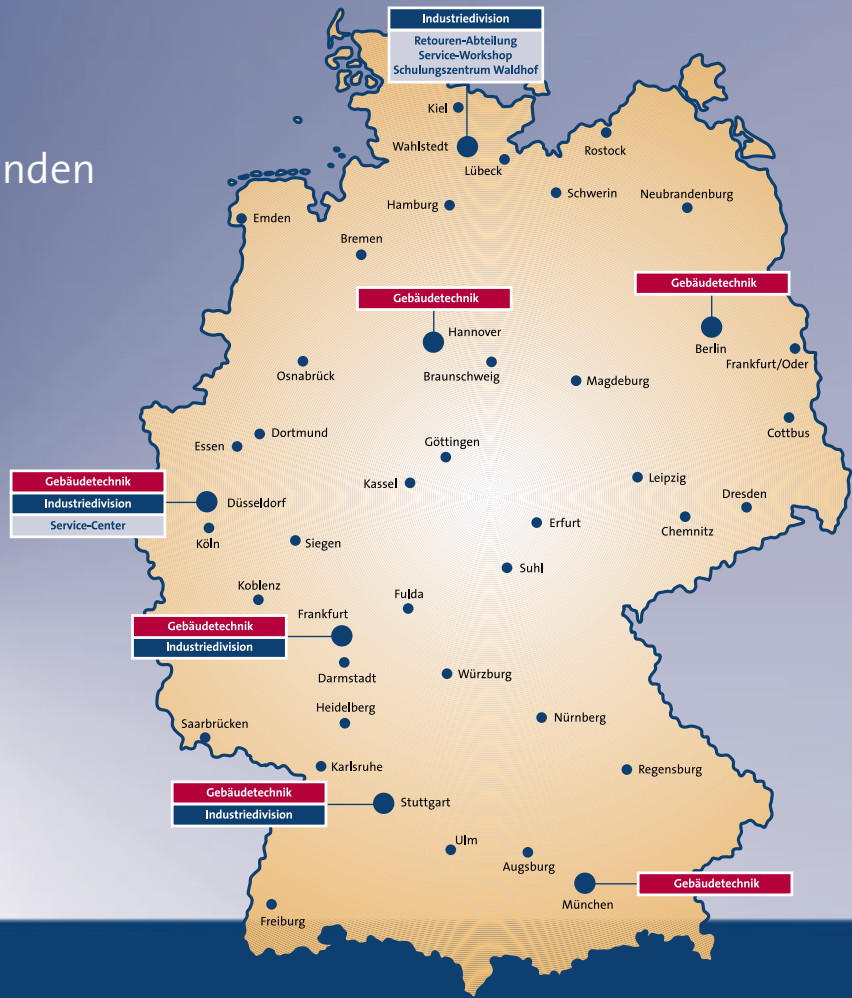 Industriedivision
Retouren-Abteilung
Service-Workshop
Schulungszentrum Waldhof
Kiel
Wahlstedt
Lübeck
Rostock
nden
Schwerin
Neubrandenburg
Hamburg
Emden
Bremen
Gebäudetechnik
Gebäudetechnik
Hannover
Berlin
Frankfurt/Oder
Osnabrück
Braunschweig
Magdeburg
Cottbus
Dortmund
Essen
Göttingen
Kassel
Leipzig
Dresden
Gebäudetechnik
Industriedivision
Service-Center
Düsseldorf
Köln
Siegen
Erfurt
Chemnitz
Suhl
Koblenz
Fulda
Frankfurt
Gebäudetechnik
Industriedivision
Darmstadt
Würzburg
Heidelberg
Nürnberg
Saarbrücken
Karlsruhe
Regensburg
Gebäudetechnik
Industriedivision
Stuttgart
Ulm
Augsburg
Gebäudetechnik
München
Freiburg